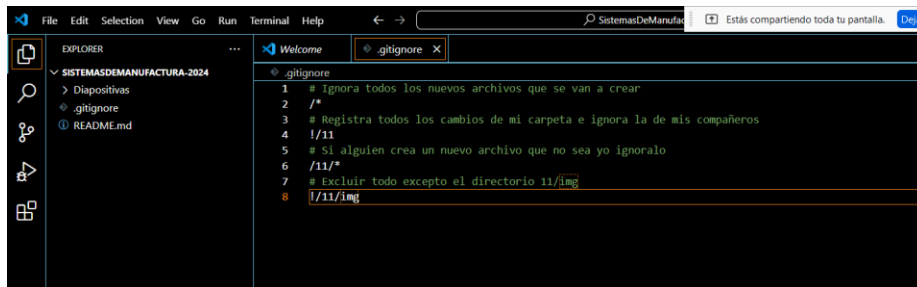 File Edit Selection View Go Run Terminal Help
SistemasDeManufac
Estás compartiendo toda tu pantalla.
Dej
EXPLORER
SISTEMASDEMANUFACTURA-2024
Diapositivas
.gitignore
README.md
Welcome
.gitignore
.gitignore
1 # Ignora todos los nuevos archivos que se van a crear
2 /*
3 # Registra todos los cambios de mi carpeta e ignora la de mis compañeros
4 !/11
5 # Si alguien crea un nuevo archivo que no sea yo ignoralo
6 /11/*
7 # Excluir todo excepto el directorio 11/img
8 !/11/img